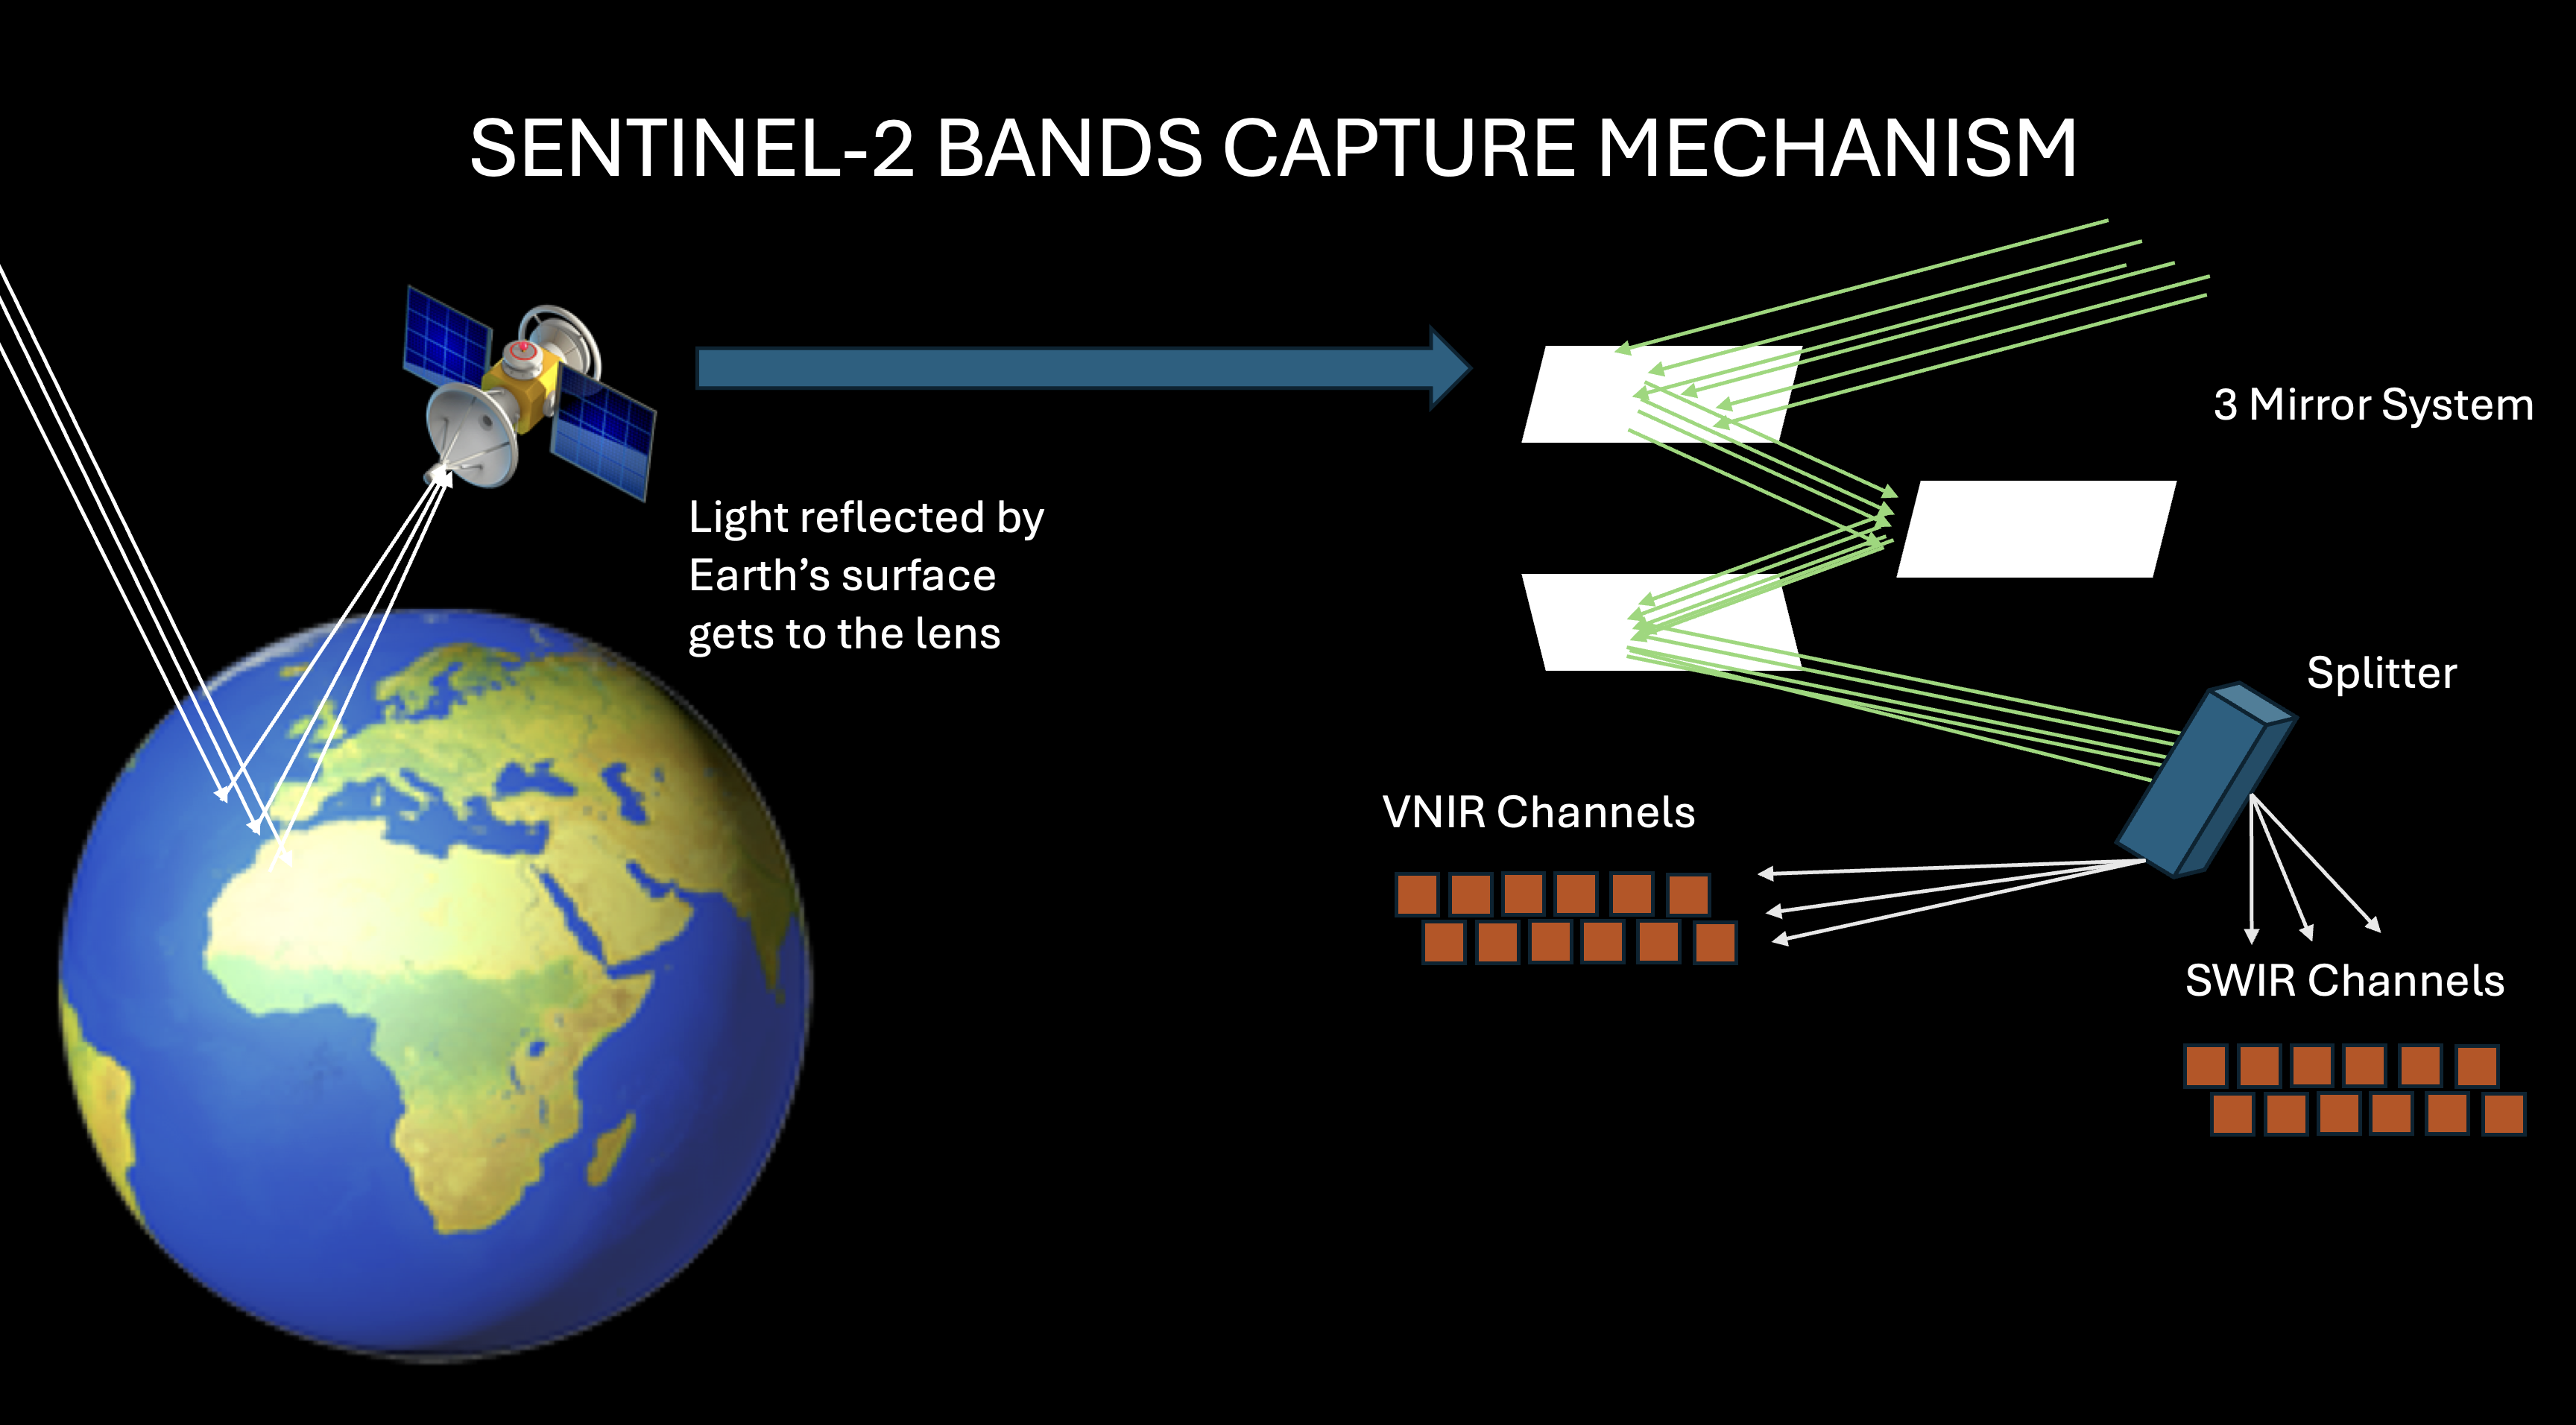 SENTINEL-2 BANDS CAPTURE MECHANISM
3 Mirror System
Light reflected by
Earth’s surface
gets to the lens
Splitter
VNIR Channels
SWIR Channels